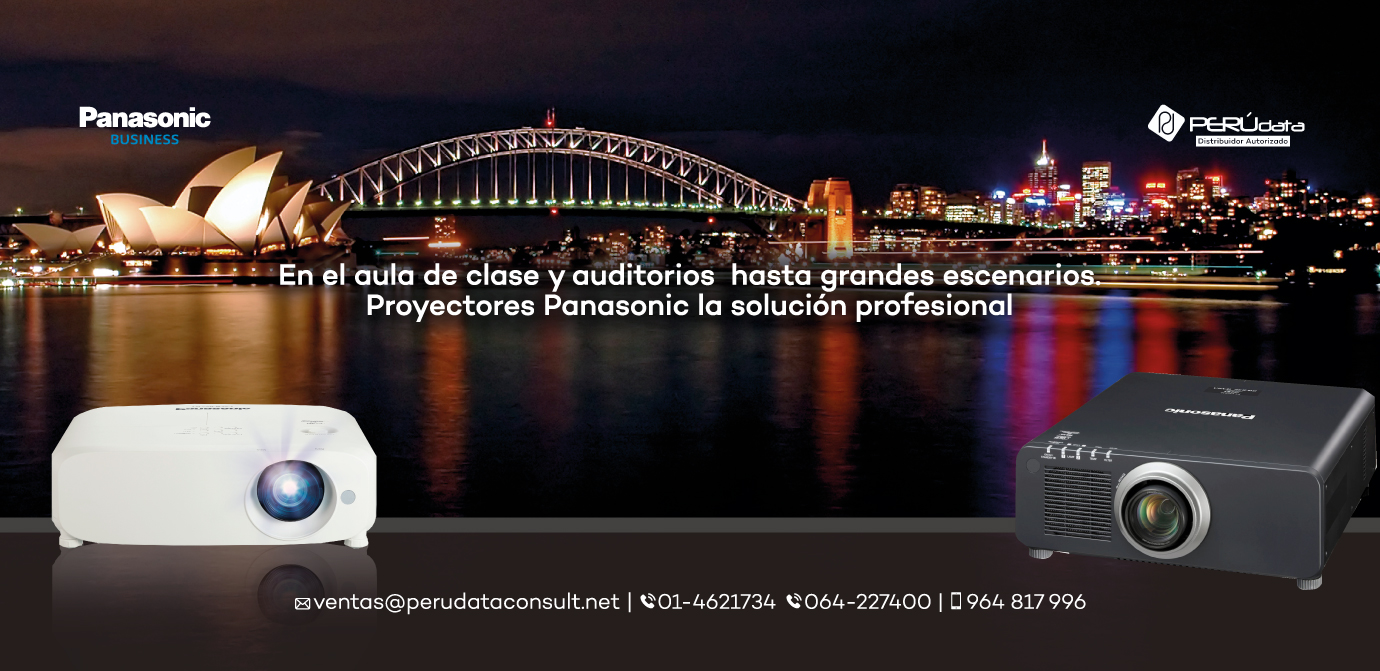 Panasonic
BUSINESS
PERÚdata
Distribuidor Autorizado
En el aula de clase y auditorios hasta grandes escenarios.
Proyectores Panasonic la solución profesional
Panasonic
ventas@perudataconsult.net | 01-4621734 064-227400 | 964 817 996